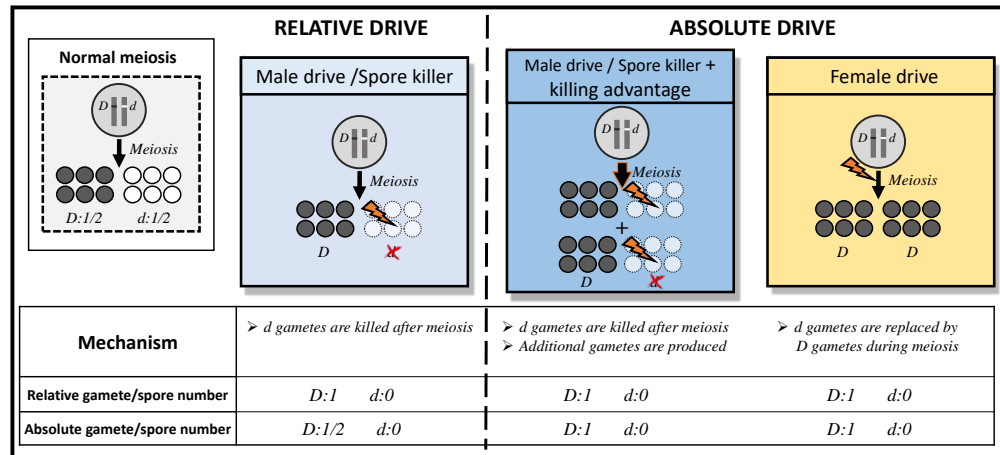 RELATIVE DRIVE
ABSOLUTE DRIVE
Normal meiosis
D d
Meiosis
D:1/2 d:1/2
Male drive /Spore killer
D d
Meiosis
D d
Male drive / Spore killer +
killing advantage
D d
Meiosis
+
D d
Female drive
D d
Meiosis
D D
Mechanism
➢ d gametes are killed after meiosis
➢ d gametes are killed after meiosis
➢ Additional gametes are produced
➢ d gametes are replaced by
D gametes during meiosis
Relative gamete/spore number
D:1 d:0
D:1 d:0
D:1 d:0
Absolute gamete/spore number
D:1/2 d:0
D:1 d:0
D:1 d:0